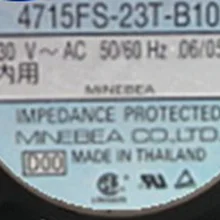 4715FS-23T-B10
30 V～AC 50/60 Hz .06/05
内用
MINEBEA
IMPEDANCE PROTECTED
MINEBEA CO.,LTD
D00 MADE IN THAILAND